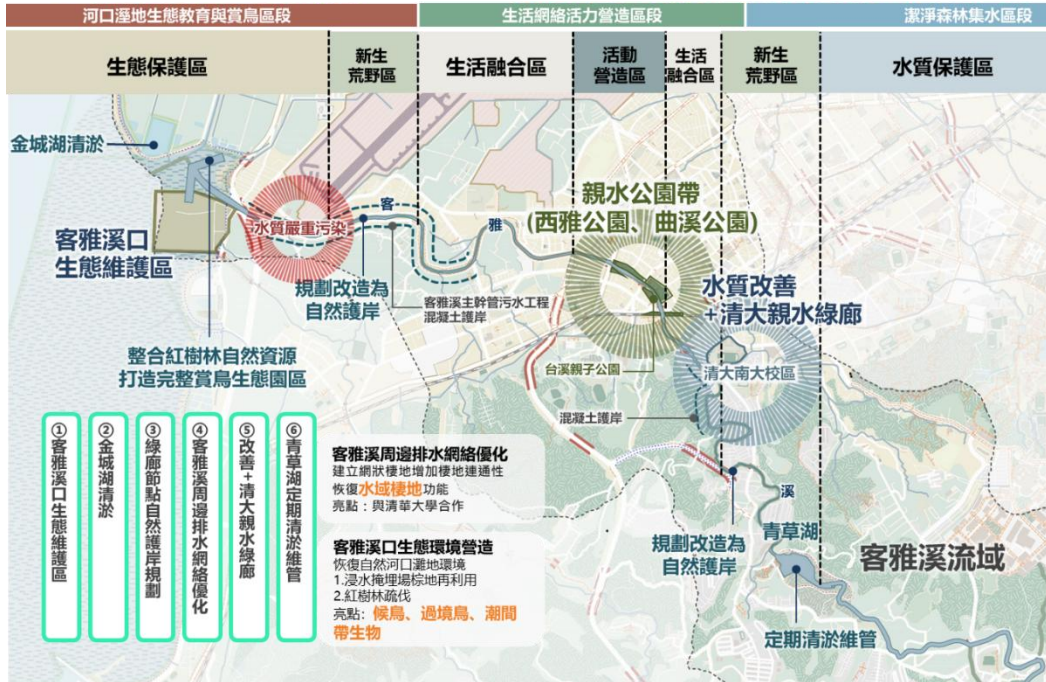 河口溼地生態教育與賞鳥區段
生活網絡活力營造區段
潔淨森林集水區段
生態保護區
新生
荒野區
生活融合區
活動
營造區
生活
融合區
新生
荒野區
水質保護區
金城湖清淤
客雅溪口
生態維護區
水質嚴重污染
客
雅
規劃改造為
自然護岸
客雅溪主幹管污水工程
混凝土護岸
親水公園帶
(西雅公園、曲溪公園)
水質改善
+清大親水綠廊
整合紅樹林自然資源
打造完整賞鳥生態園區
台溪親子公園
清大南大校區
混凝土護岸
①客雅溪口生態維護區
②金城湖清淤
③綠廊節點自然護岸規劃
④客雅溪周邊排水網絡優化
⑤改善+清大親水綠廊
⑥青草湖定期清淤維管
客雅溪周邊排水網絡優化
建立網狀棲地增加棲地連通性
恢復水域棲地功能
亮點：與清華大學合作
客雅溪口生態環境營造
恢復自然河口灘地環境
1.浸水掩埋場棕地再利用
2.紅樹林疏伐
亮點: 候鳥、過境鳥、潮間
帶生物
溪
青草湖
規劃改造為
自然護岸
客雅溪流域
定期清淤維管